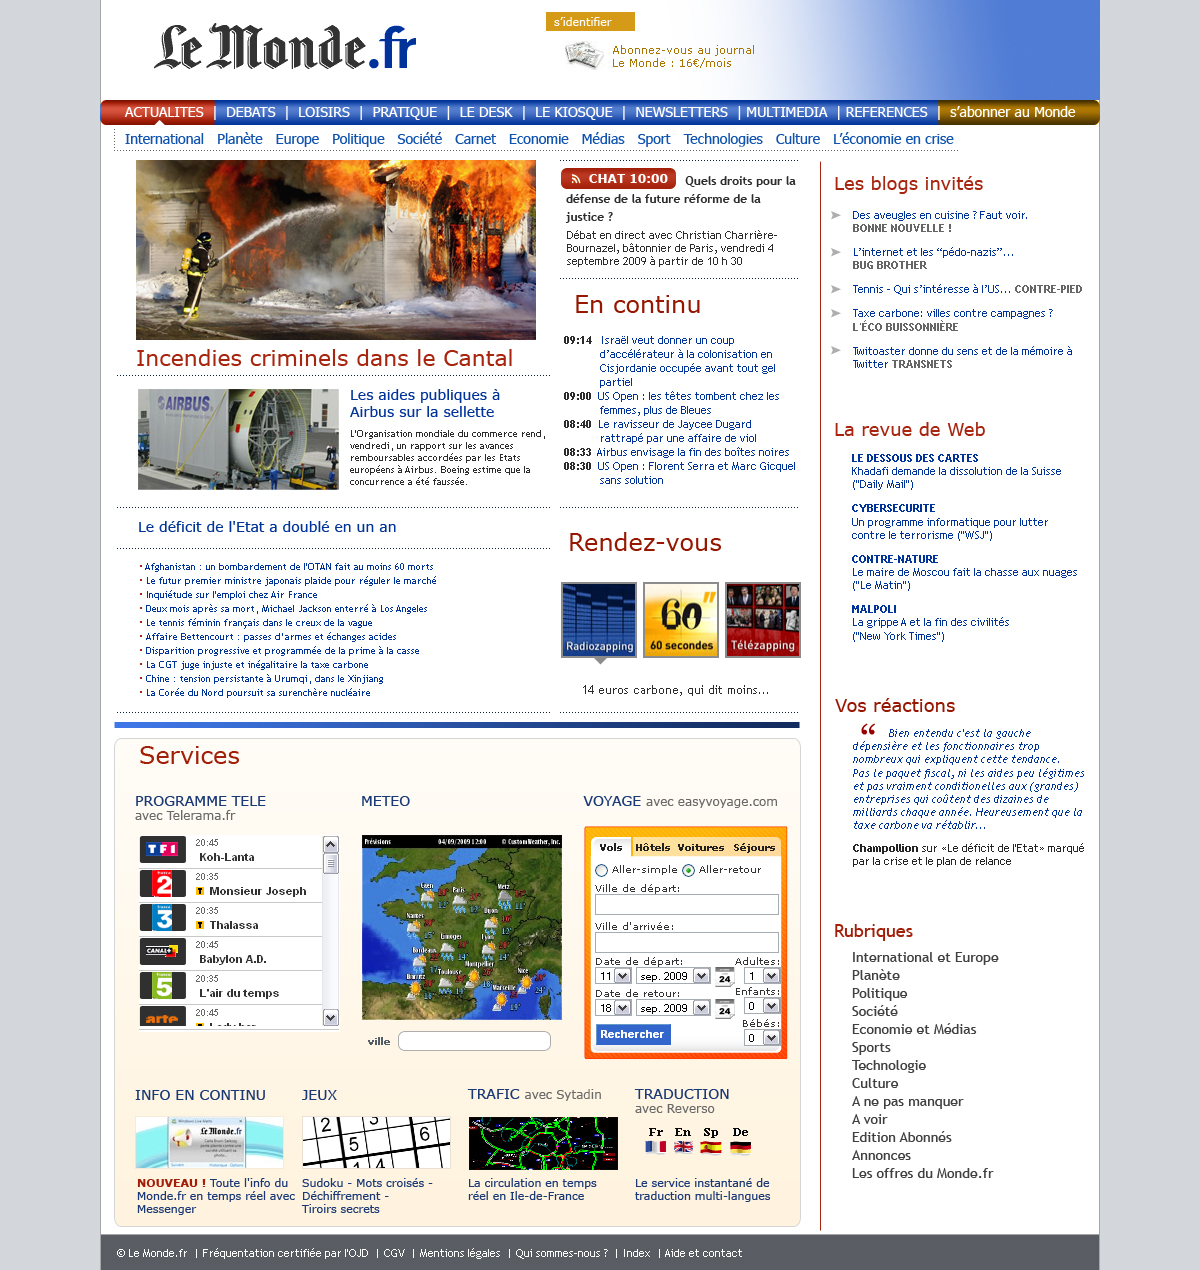 Le Monde.fr
s'identifier
Abonnez-vous au journal
Le Monde : 16€/mois
ACTUALITES | DEBATS | LOISIRS | PRATIQUE | LE DESK | LE KIOSQUE | NEWSLETTERS | MULTIMEDIA | REFERENCES | s'abonner au Monde
International Planète Europe Politique Société Carnet Economie Médias Sport Technologies Culture L'économie en crise
Incendies criminels dans le Cantal
AIRBUS
Les aides publiques à
Airbus sur la sellette
L'Organisation mondiale du commerce rend,
vendredi, un rapport sur les avances
remboursables accordées par les Etats
européens à Airbus. Boeing estime que la
concurrence a été faussée.
Le déficit de l'Etat a doublé en un an
· Afghanistan : un bombardement de l'OTAN fait au moins 60 morts
· Le futur premier ministre japonais plaide pour réguler le marché
· Inquiétude sur l'emploi chez Air France
· Deux mois après sa mort, Michael Jackson enterré à Los Angeles
· Le tennis féminin français dans le creux de la vague
· Affaire Bettencourt : passes d'armes et échanges acides
· Disparition progressive et programmée de la prime à la casse
· La CGT juge injuste et inégalitaire la taxe carbone
· Chine : tension persistante à Urumqi, dans le Xinjiang
· La Corée du Nord poursuit sa surenchère nucléaire
CHAT 10:00 Quels droits pour la
défense de la future réforme de la
justice ?
Débat en direct avec Christian Charrière-
Bournazel, bâtonnier de Paris, vendredi 4
septembre 2009 à partir de 10 h 30
En continu
09:14 Israël veut donner un coup
d'accélérateur à la colonisation en
Cisjordanie occupée avant tout gel
partiel
09:00 US Open : les têtes tombent chez les
femmes, plus de Bleues
08:40 Le ravisseur de Jaycee Dugard
rattrapé par une affaire de viol
08:33 Airbus envisage la fin des boîtes noires
08:30 US Open : Florent Serra et Marc Gicquel
sans solution
Rendez-vous
Radiozapping
60"
60 secondes
Télézapping
14 euros carbone, qui dit moins...
Les blogs invités
Des aveugles en cuisine ? Faut voir.
BONNE NOUVELLE !
L'internet et les "pédo-nazis"...
BUG BROTHER
Tennis - Qui s'intéresse à l'US... CONTRE-PIED
Taxe carbone: villes contre campagnes ?
L'ÉCO BUISSONNIÈRE
Twitoaster donne du sens et de la mémoire à
Twitter TRANSNETS
La revue de Web
LE DESSOUS DES CARTES
Khadafi demande la dissolution de la Suisse
("Daily Mail")
CYBERSECURITE
Un programme informatique pour lutter
contre le terrorisme ("WSJ")
CONTRE-NATURE
Le maire de Moscou fait la chasse aux nuages
("Le Matin")
MALPOLI
La grippe A et la fin des civilités
("New York Times")
Vos réactions
“ Bien entendu c'est la gauche
dépensière et les fonctionnaires trop
nombreux qui expliquent cette tendance.
Pas le paquet fiscal, ni les aides peu légitimes
et pas vraiment conditionelles aux (grandes)
entreprises qui coûtent des dizaines de
milliards chaque année. Heureusement que la
taxe carbone va rétablir...
Champollion sur «Le déficit de l'Etat» marqué
par la crise et le plan de relance
Rubriques
International et Europe
Planète
Politique
Société
Economie et Médias
Sports
Technologie
Culture
A ne pas manquer
A voir
Edition Abonnés
Annonces
Les offres du Monde.fr
Services
PROGRAMME TELE
avec Telerama.fr
TF1 20:45
Koh-Lanta
2 20:35
T Monsieur Joseph
3 20:35
T Thalassa
CANAL+ 20:45
Babylon A.D.
5 20:35
L'air du temps
arte 20:45
METEO
Prévisions 04/09/2009 12:00 © CustomWeather, Inc.
Caen
Paris
Metz
Nantes
Dijon
Limoges
Lyon
Bordeaux
Biarritz
Toulouse
Montpellier
Marseille
Nice
ville
VOYAGE avec easyvoyage.com
Vols Hôtels Voitures Séjours
Aller-simple Aller-retour
Ville de départ:
Ville d'arrivée:
Date de départ: Adultes:
11 sep. 2009 24 1
Date de retour: Enfants:
18 sep. 2009 24 0
Bébés:
Rechercher 0
INFO EN CONTINU
Le Monde.fr
NOUVEAU ! Toute l'info du
Monde.fr en temps réel avec
Messenger
JEUX
2 5 6 4
Sudoku - Mots croisés -
Déchiffrement -
Tiroirs secrets
TRAFIC avec Sytadin
La circulation en temps
réel en Ile-de-France
TRADUCTION
avec Reverso
Fr En Sp De
Le service instantané de
traduction multi-langues
© Le Monde.fr | Fréquentation certifiée par l'OJD | CGV | Mentions légales | Qui sommes-nous ? | Index | Aide et contact